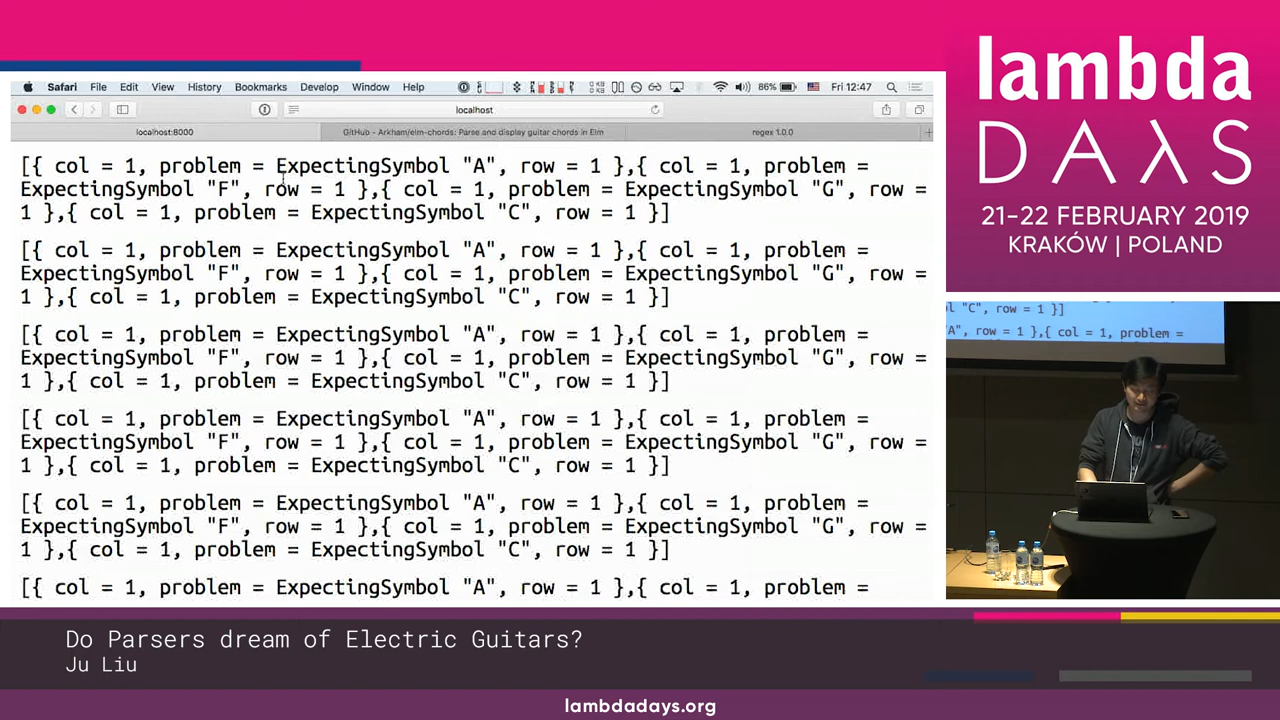 Safari File Edit View History Bookmarks Develop Window Help 86% Fri 12:47
localhost
localhost:8000 GitHub - Arkham/elm-chords: Parse and display guitar chords in Elm regex 1.0.0
[{ col = 1, problem = ExpectingSymbol "A", row = 1 },{ col = 1, problem =
ExpectingSymbol "F", row = 1 },{ col = 1, problem = ExpectingSymbol "G", row =
1 },{ col = 1, problem = ExpectingSymbol "C", row = 1 }]
[{ col = 1, problem = ExpectingSymbol "A", row = 1 },{ col = 1, problem =
ExpectingSymbol "F", row = 1 },{ col = 1, problem = ExpectingSymbol "G", row =
1 },{ col = 1, problem = ExpectingSymbol "C", row = 1 }]
[{ col = 1, problem = ExpectingSymbol "A", row = 1 },{ col = 1, problem =
ExpectingSymbol "F", row = 1 },{ col = 1, problem = ExpectingSymbol "G", row =
1 },{ col = 1, problem = ExpectingSymbol "C", row = 1 }]
[{ col = 1, problem = ExpectingSymbol "A", row = 1 },{ col = 1, problem =
ExpectingSymbol "F", row = 1 },{ col = 1, problem = ExpectingSymbol "G", row =
1 },{ col = 1, problem = ExpectingSymbol "C", row = 1 }]
[{ col = 1, problem = ExpectingSymbol "A", row = 1 },{ col = 1, problem =
ExpectingSymbol "F", row = 1 },{ col = 1, problem = ExpectingSymbol "G", row =
1 },{ col = 1, problem = ExpectingSymbol "C", row = 1 }]
[{ col = 1, problem = ExpectingSymbol "A", row = 1 },{ col = 1, problem =
lambda
DAλS
21–22 FEBRUARY 2019
KRAKÓW | POLAND
"C", row = 1 }]
"A", row = 1 },{ col = 1, problem =
Do Parsers dream of Electric Guitars?
Ju Liu
lambdadays.org